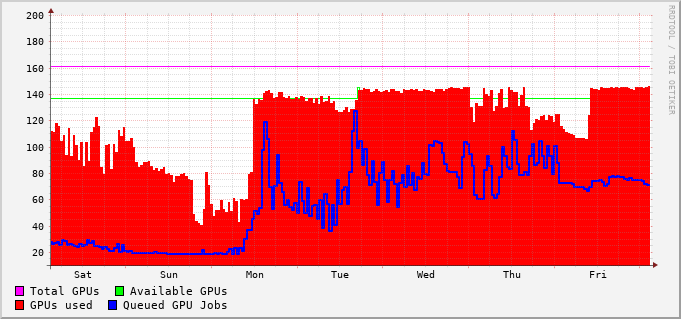 200
180
160
140
120
100
80
60
40
20
Sat Sun Mon Tue Wed Thu Fri
Total GPUs Available GPUs
GPUs used Queued GPU Jobs
RRDTOOL / TOBI OETIKER